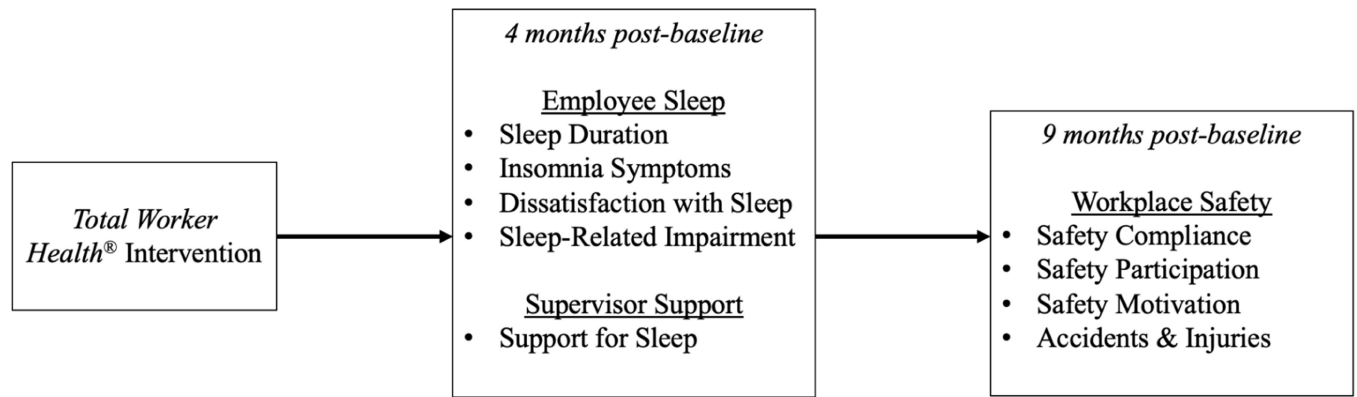 Total Worker
Health® Intervention
4 months post-baseline
Employee Sleep
• Sleep Duration
• Insomnia Symptoms
• Dissatisfaction with Sleep
• Sleep-Related Impairment
Supervisor Support
• Support for Sleep
9 months post-baseline
Workplace Safety
• Safety Compliance
• Safety Participation
• Safety Motivation
• Accidents & Injuries